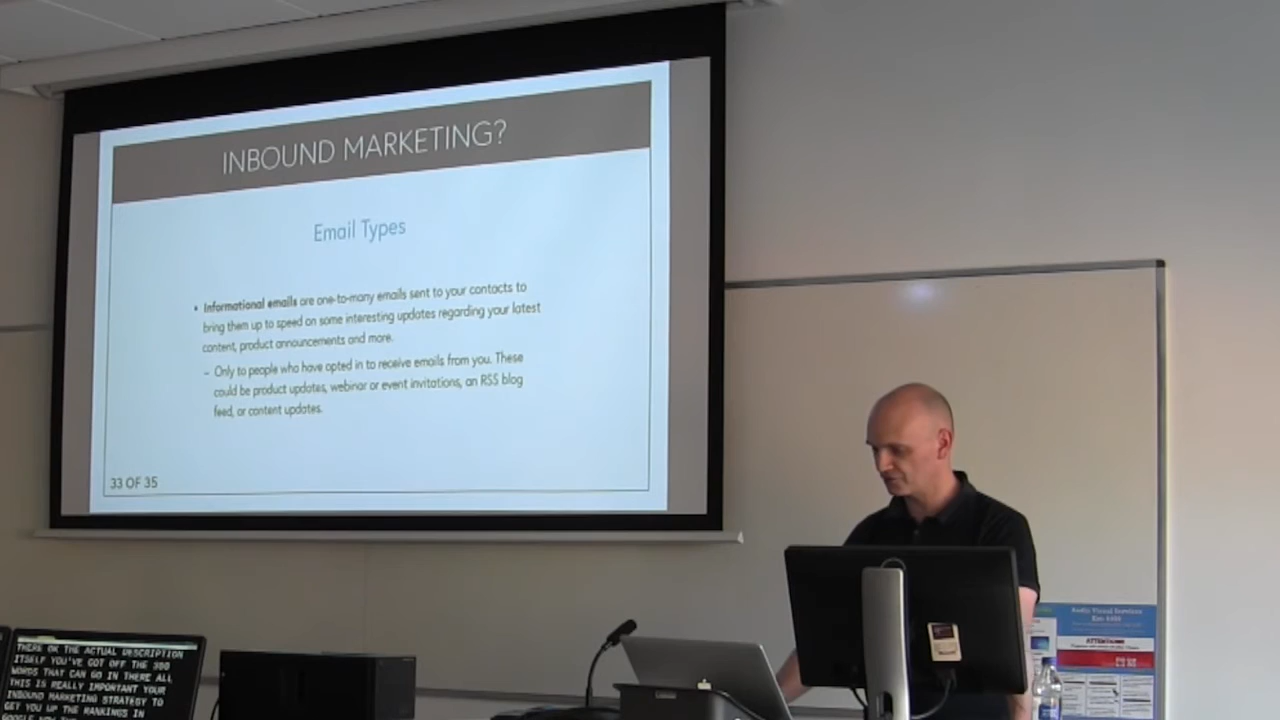 INBOUND MARKETING?
Email Types
• Informational emails are one-to-many emails sent to your contacts to
bring them up to speed on some interesting updates regarding your latest
content, product announcements and more.
– Only to people who have opted in to receive emails from you. These
could be product updates, webinar or event invitations, an RSS blog
feed, or content updates.
33 OF 35
THERE OK THE ACTUAL DESCRIPTION
ITSELF YOU'VE GOT OFF THE 300
WORDS THAT CAN GO IN THERE ALL
THIS IS REALLY IMPORTANT YOUR
INBOUND MARKETING STRATEGY TO
GET YOU UP THE RANKINGS IN
Audio Visual Services
ATTENTION